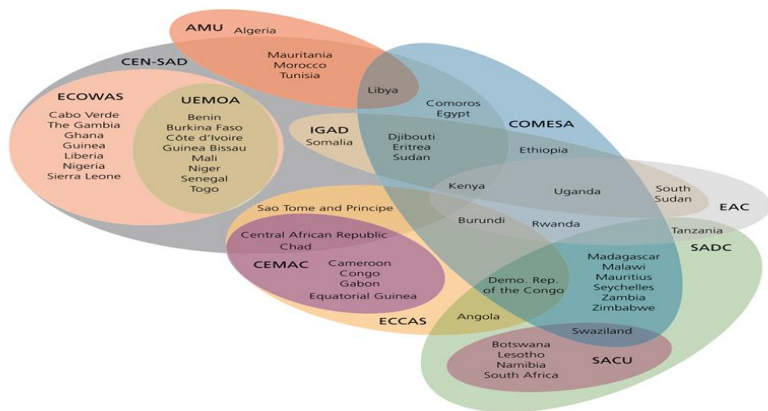 AMU
Algeria
CEN-SAD
Mauritania
Morocco
Tunisia
Libya
ECOWAS
Cabo Verde
The Gambia
Ghana
Guinea
Liberia
Nigeria
Sierra Leone
UEMOA
Benin
Burkina Faso
Côte d'Ivoire
Guinea Bissau
Mali
Niger
Senegal
Togo
IGAD
Somalia
Djibouti
Eritrea
Sudan
Comoros
Egypt
COMESA
Ethiopia
Kenya
Uganda
South
Sudan
EAC
Sao Tome and Principe
Burundi
Rwanda
Tanzania
SADC
Central African Republic
Chad
CEMAC
Cameroon
Congo
Gabon
Equatorial Guinea
ECCAS
Demo. Rep.
of the Congo
Angola
Madagascar
Malawi
Mauritius
Seychelles
Zambia
Zimbabwe
Swaziland
Botswana
Lesotho
Namibia
South Africa
SACU